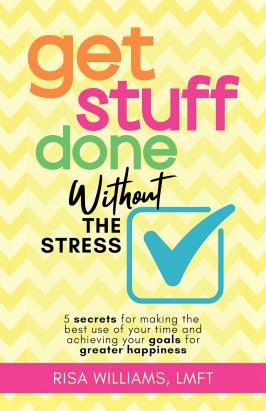 get
stuff
done
Without
THE
STRESS
5 secrets for making the
best use of your time and
achieving your goals for
greater happiness
RISA WILLIAMS, LMFT